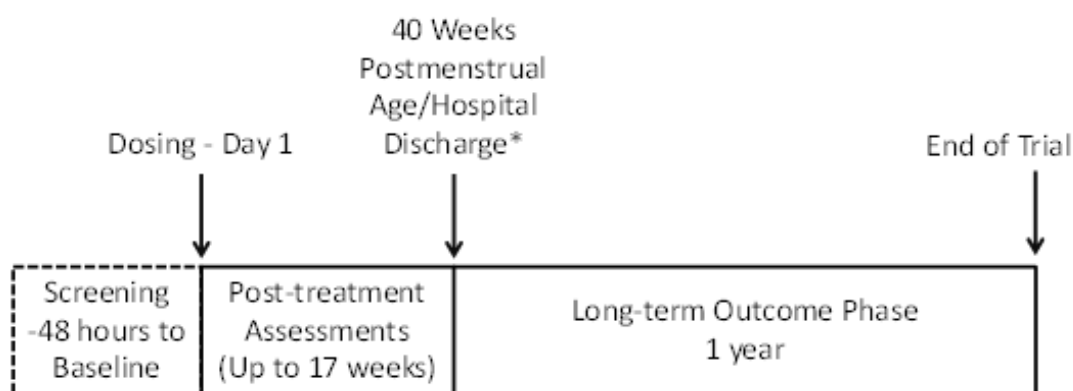 40 Weeks
Postmenstrual
Age/Hospital
Discharge*
Dosing - Day 1
End of Trial
Screening
-48 hours to
Baseline
Post-treatment
Assessments
(Up to 17 weeks)
Long-term Outcome Phase
1 year